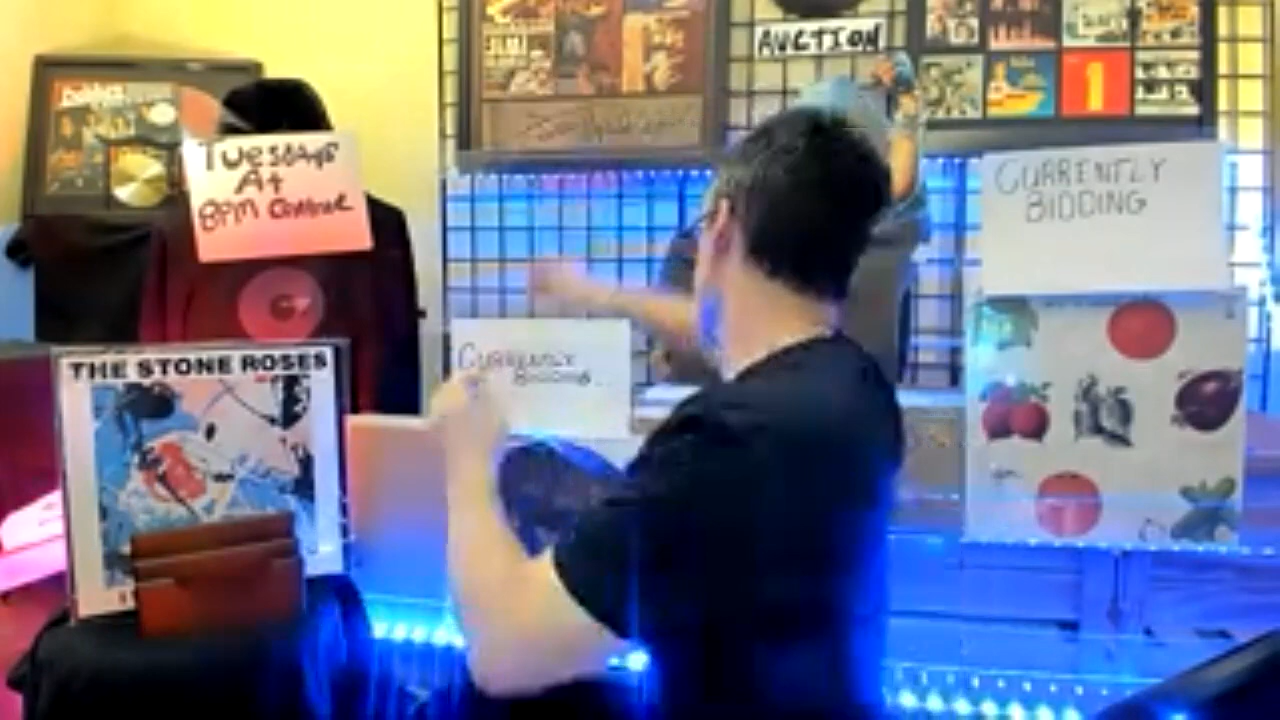 AUCTION
TUESDAYS
At
8PM Central
CURRENTLY
BIDDING
CURRENTLY
BIDDING
THE STONE ROSES
1